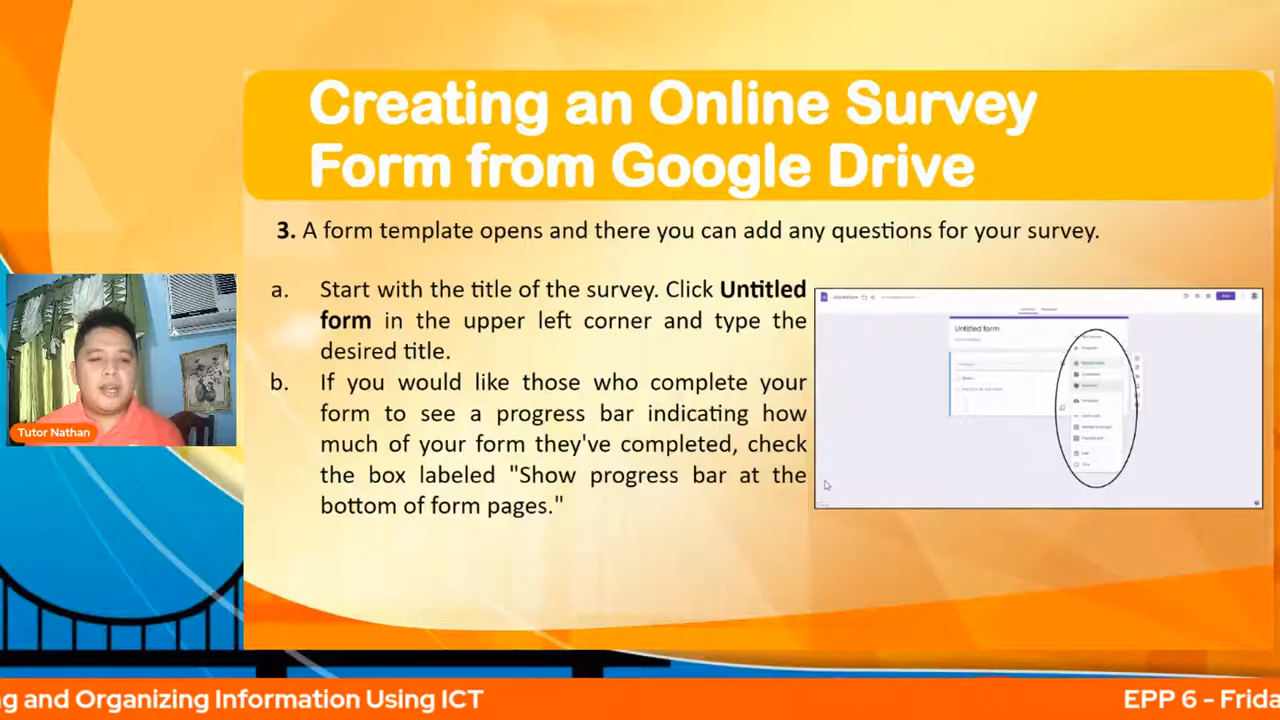 Creating an Online Survey
Form from Google Drive
3. A form template opens and there you can add any questions for your survey.
a. Start with the title of the survey. Click Untitled
form in the upper left corner and type the
desired title.
b. If you would like those who complete your
form to see a progress bar indicating how
much of your form they've completed, check
the box labeled "Show progress bar at the
bottom of form pages."
Untitled form
Tutor Nathan
g and Organizing Information Using ICT
EPP 6 - Frida